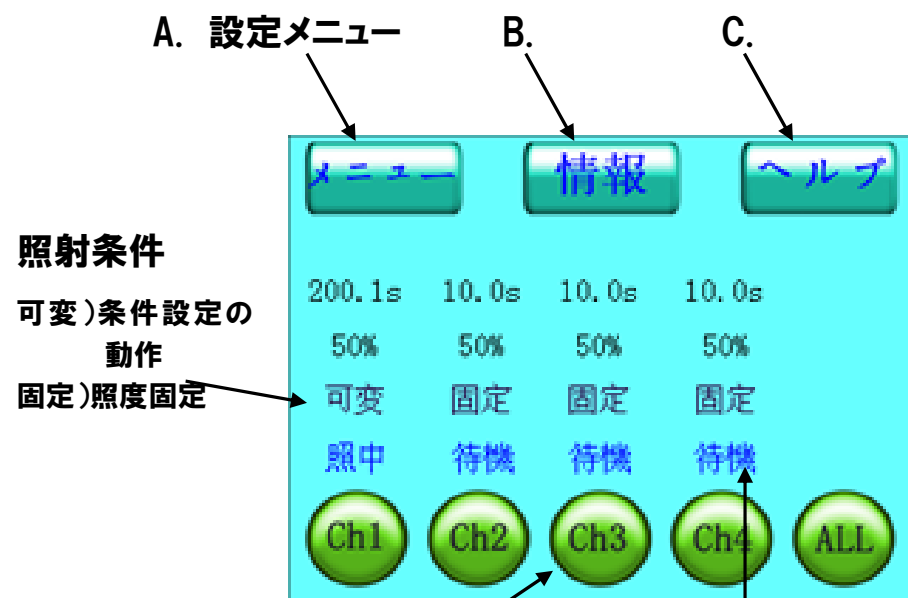 A. 設定メニュー B. C.
メニュー 情報 ヘルプ
照射条件
可変)条件設定の
動作
固定)照度固定
200.1s 10.0s 10.0s 10.0s
50% 50% 50% 50%
可変 固定 固定 固定
照中 待機 待機 待機
Ch1 Ch2 Ch3 Ch4 ALL